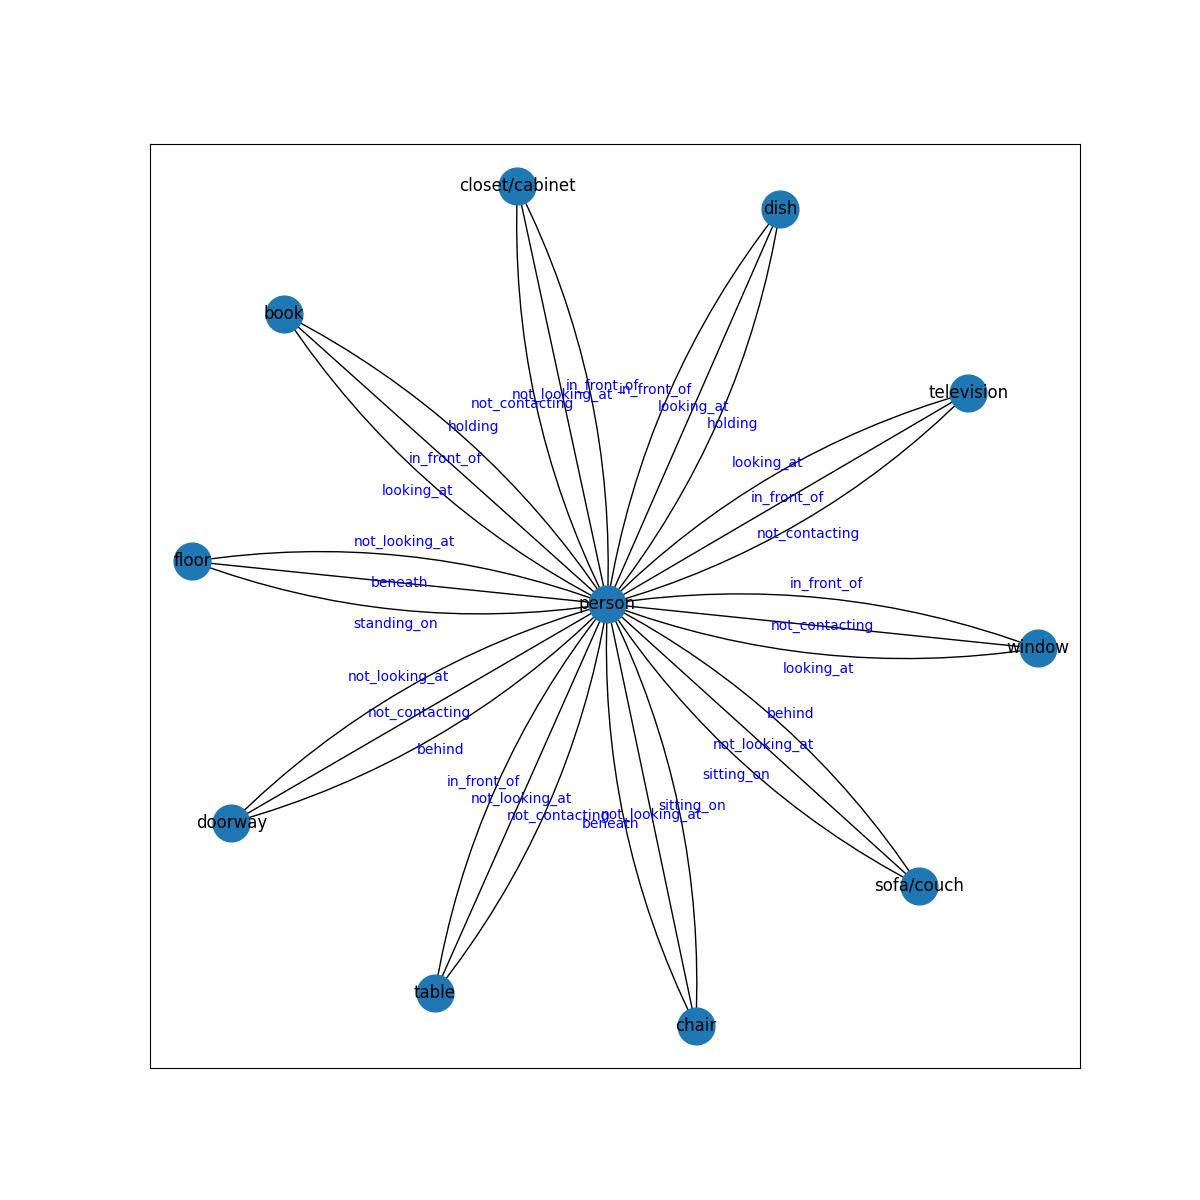 closet/cabinet
dish
book
television
in_front_of
in_front_of
not_looking_at
not_contacting
looking_at
holding
holding
in_front_of
looking_at
looking_at
in_front_of
not_contacting
not_looking_at
floor
beneath
in_front_of
person
standing_on
not_contacting
window
looking_at
not_looking_at
not_contacting
behind
behind
not_looking_at
sitting_on
in_front_of
not_looking_at
not_contacting
sitting_on
not_looking_at
beneath
doorway
sofa/couch
table
chair